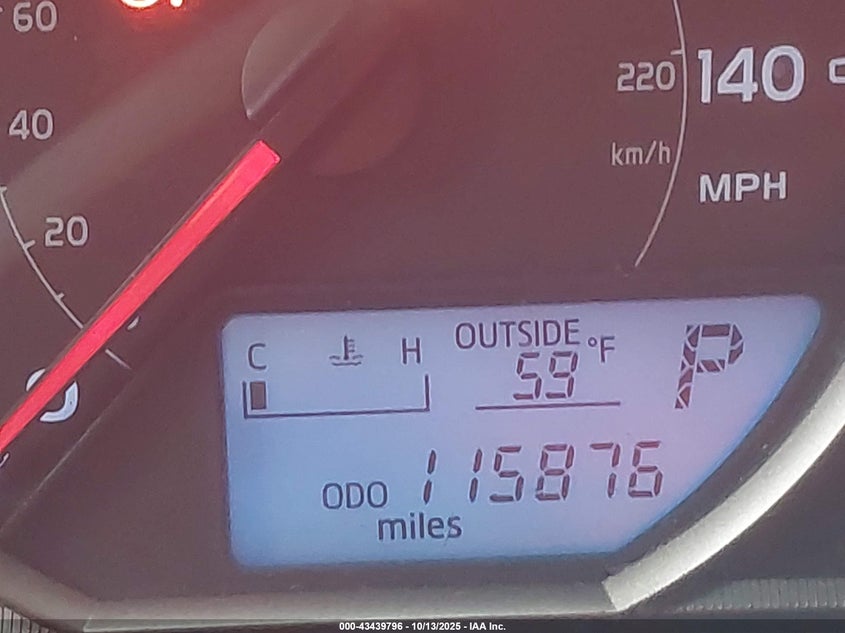 60
40
20
0
220
140
km/h
MPH
C H
OUTSIDE °F
59
P
ODO 115876
miles
000-43439796 - 10/13/2025 - IAA Inc.